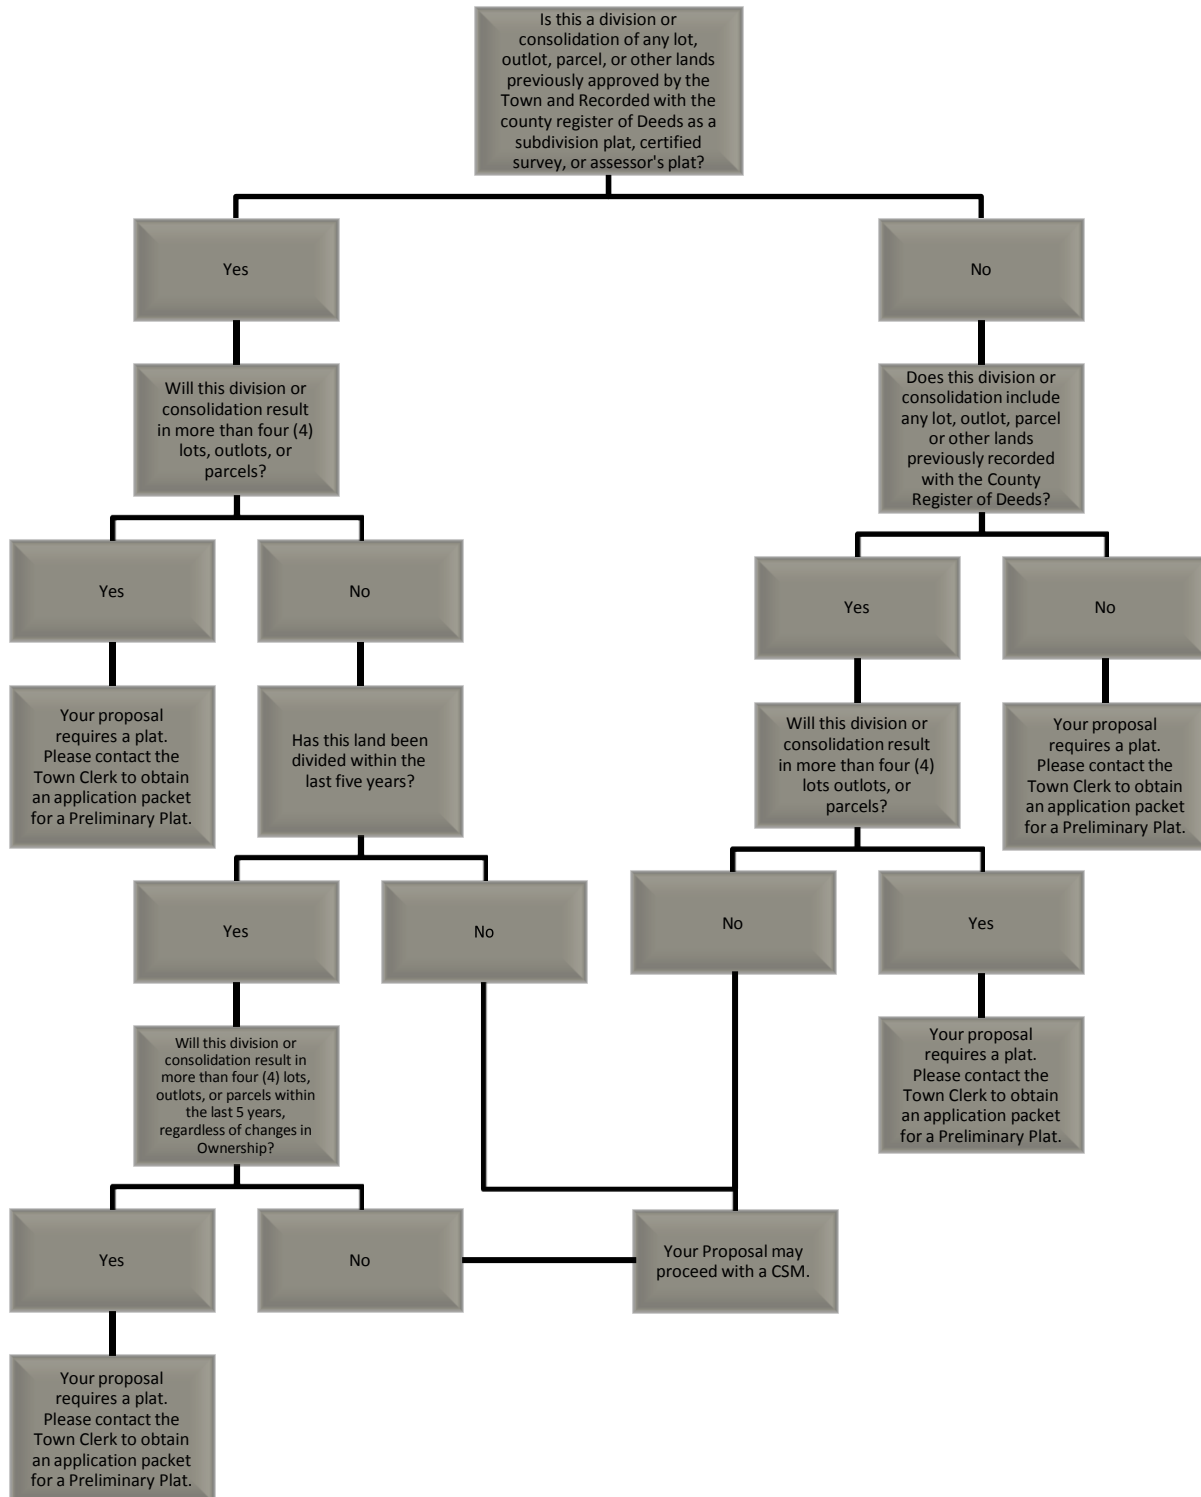 Is this a division or
consolidation of any lot,
outlot, parcel, or other lands
previously approved by the
Town and Recorded with the
county register of Deeds as a
subdivision plat, certified
survey, or assessor's plat?
Yes
No
Will this division or
consolidation result
in more than four (4)
lots, outlots, or
parcels?
Does this division or
consolidation include
any lot, outlot, parcel
or other lands
previously recorded
with the County
Register of Deeds?
Yes
No
Yes
No
Your proposal
requires a plat.
Please contact the
Town Clerk to obtain
an application packet
for a Preliminary Plat.
Has this land been
divided within the
last five years?
Will this division or
consolidation result
in more than four (4)
lots outlots, or
parcels?
Your proposal
requires a plat.
Please contact the
Town Clerk to obtain
an application packet
for a Preliminary Plat.
Yes
No
No
Yes
Will this division or
consolidation result in
more than four (4) lots,
outlots, or parcels within
the last 5 years,
regardless of changes in
Ownership?
Your proposal
requires a plat.
Please contact the
Town Clerk to obtain
an application packet
for a Preliminary Plat.
Yes
No
Your Proposal may
proceed with a CSM.
Your proposal
requires a plat.
Please contact the
Town Clerk to obtain
an application packet
for a Preliminary Plat.